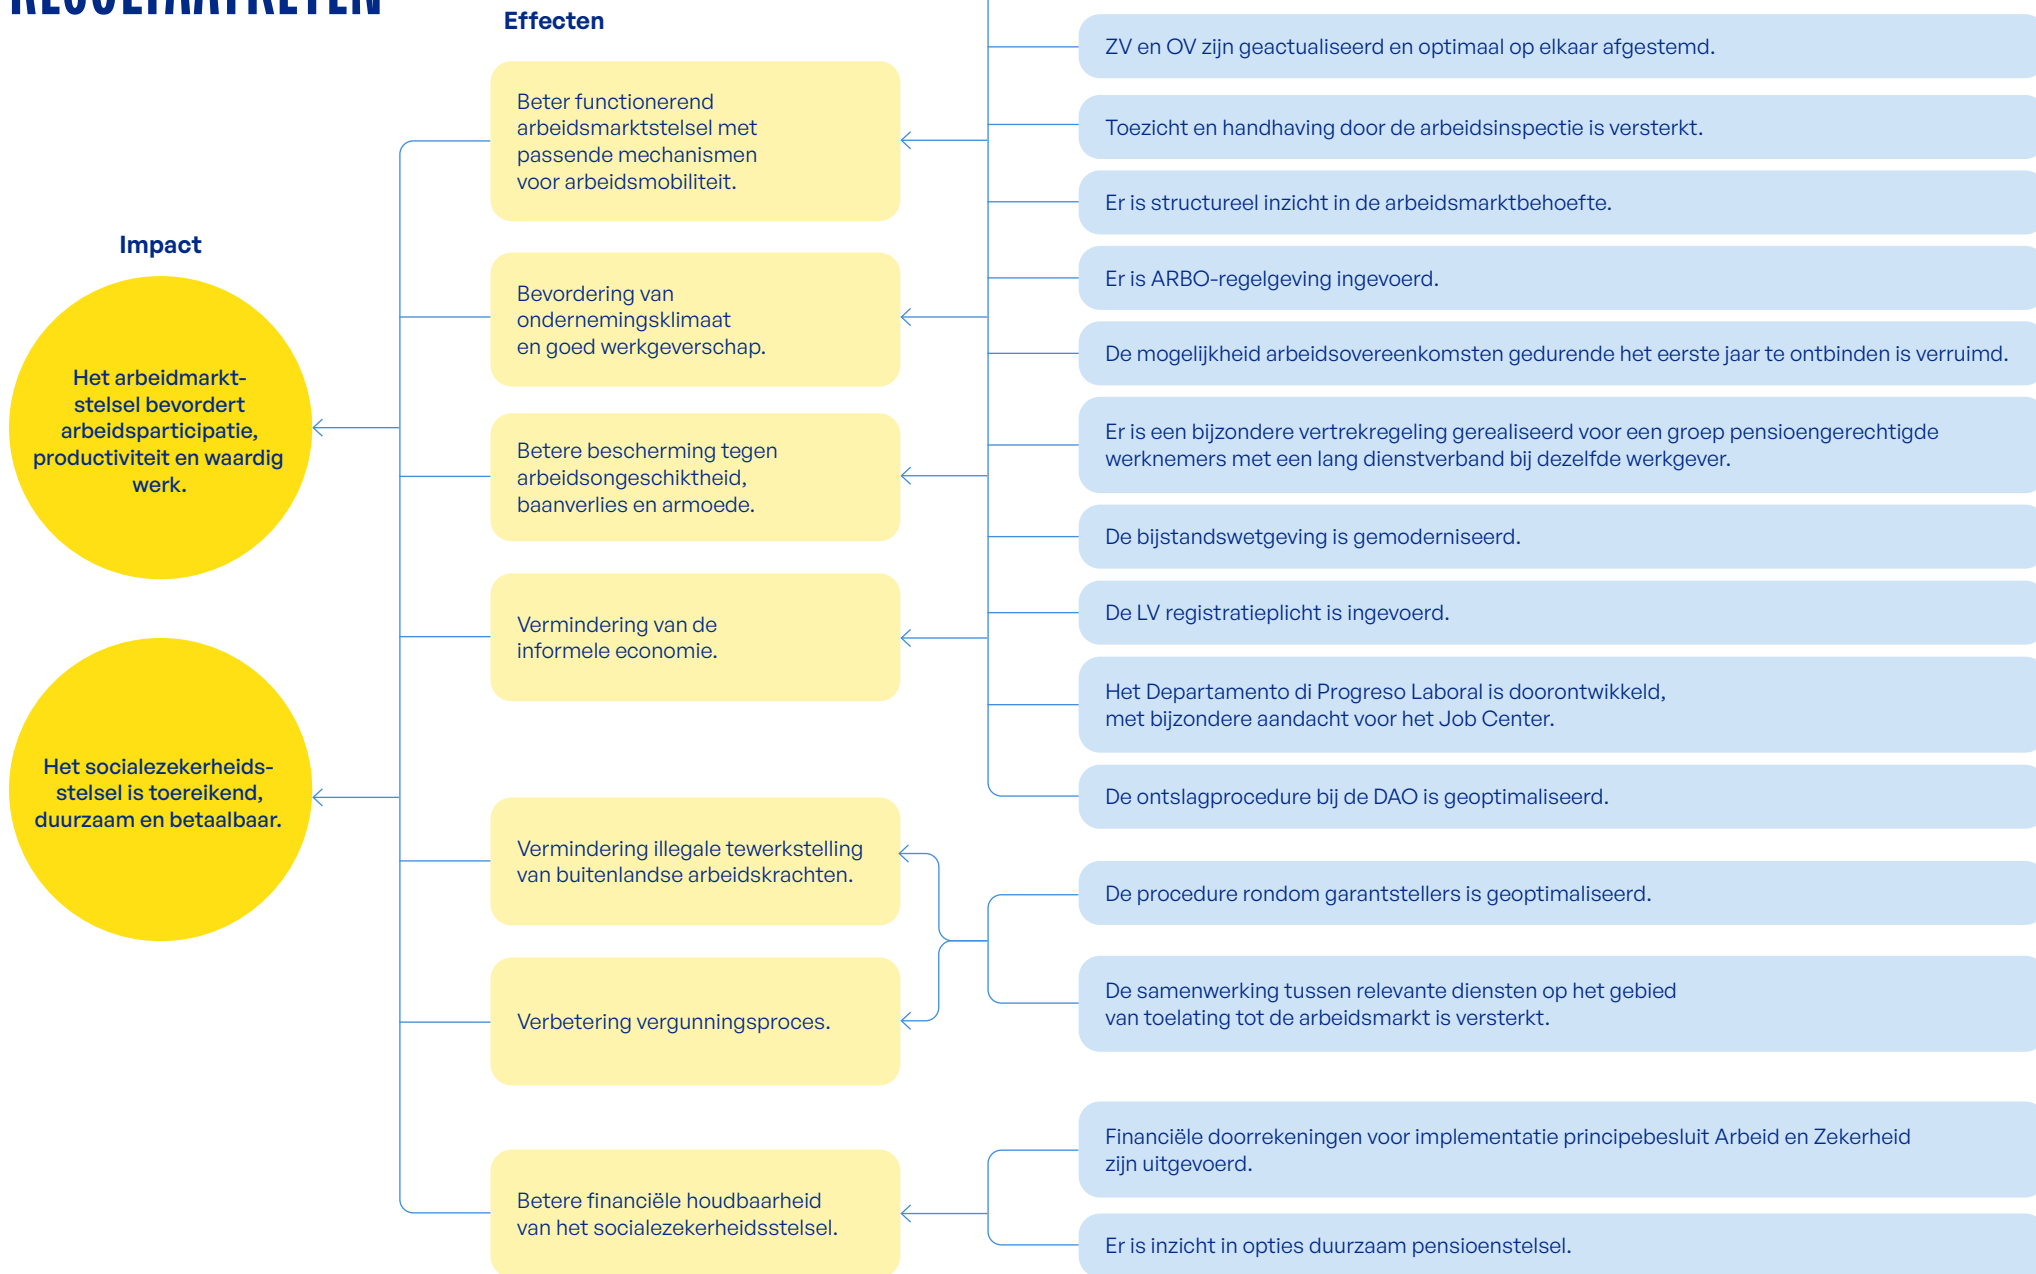 RESULTAATKETEN
Effecten
Impact
Het arbeidmarkt-
stelsel bevordert
arbeidsparticipatie,
productiviteit en waardig
werk.
Het socialezekerheids-
stelsel is toereikend,
duurzaam en betaalbaar.
Beter functionerend
arbeidsmarktstelsel met
passende mechanismen
voor arbeidsmobiliteit.
Bevordering van
ondernemingsklimaat
en goed werkgeverschap.
Betere bescherming tegen
arbeidsongeschiktheid,
baanverlies en armoede.
Vermindering van de
informele economie.
Vermindering illegale tewerkstelling
van buitenlandse arbeidskrachten.
Verbetering vergunningsproces.
Betere financiële houdbaarheid
van het socialezekerheidsstelsel.
ZV en OV zijn geactualiseerd en optimaal op elkaar afgestemd.
Toezicht en handhaving door de arbeidsinspectie is versterkt.
Er is structureel inzicht in de arbeidsmarktbehoefte.
Er is ARBO-regelgeving ingevoerd.
De mogelijkheid arbeidsovereenkomsten gedurende het eerste jaar te ontbinden is verruimd.
Er is een bijzondere vertrekregeling gerealiseerd voor een groep pensioengerechtigde
werknemers met een lang dienstverband bij dezelfde werkgever.
De bijstandswetgeving is gemoderniseerd.
De LV registratieplicht is ingevoerd.
Het Departamento di Progreso Laboral is doorontwikkeld,
met bijzondere aandacht voor het Job Center.
De ontslagprocedure bij de DAO is geoptimaliseerd.
De procedure rondom garantstellers is geoptimaliseerd.
De samenwerking tussen relevante diensten op het gebied
van toelating tot de arbeidsmarkt is versterkt.
Financiële doorrekeningen voor implementatie principebesluit Arbeid en Zekerheid
zijn uitgevoerd.
Er is inzicht in opties duurzaam pensioenstelsel.